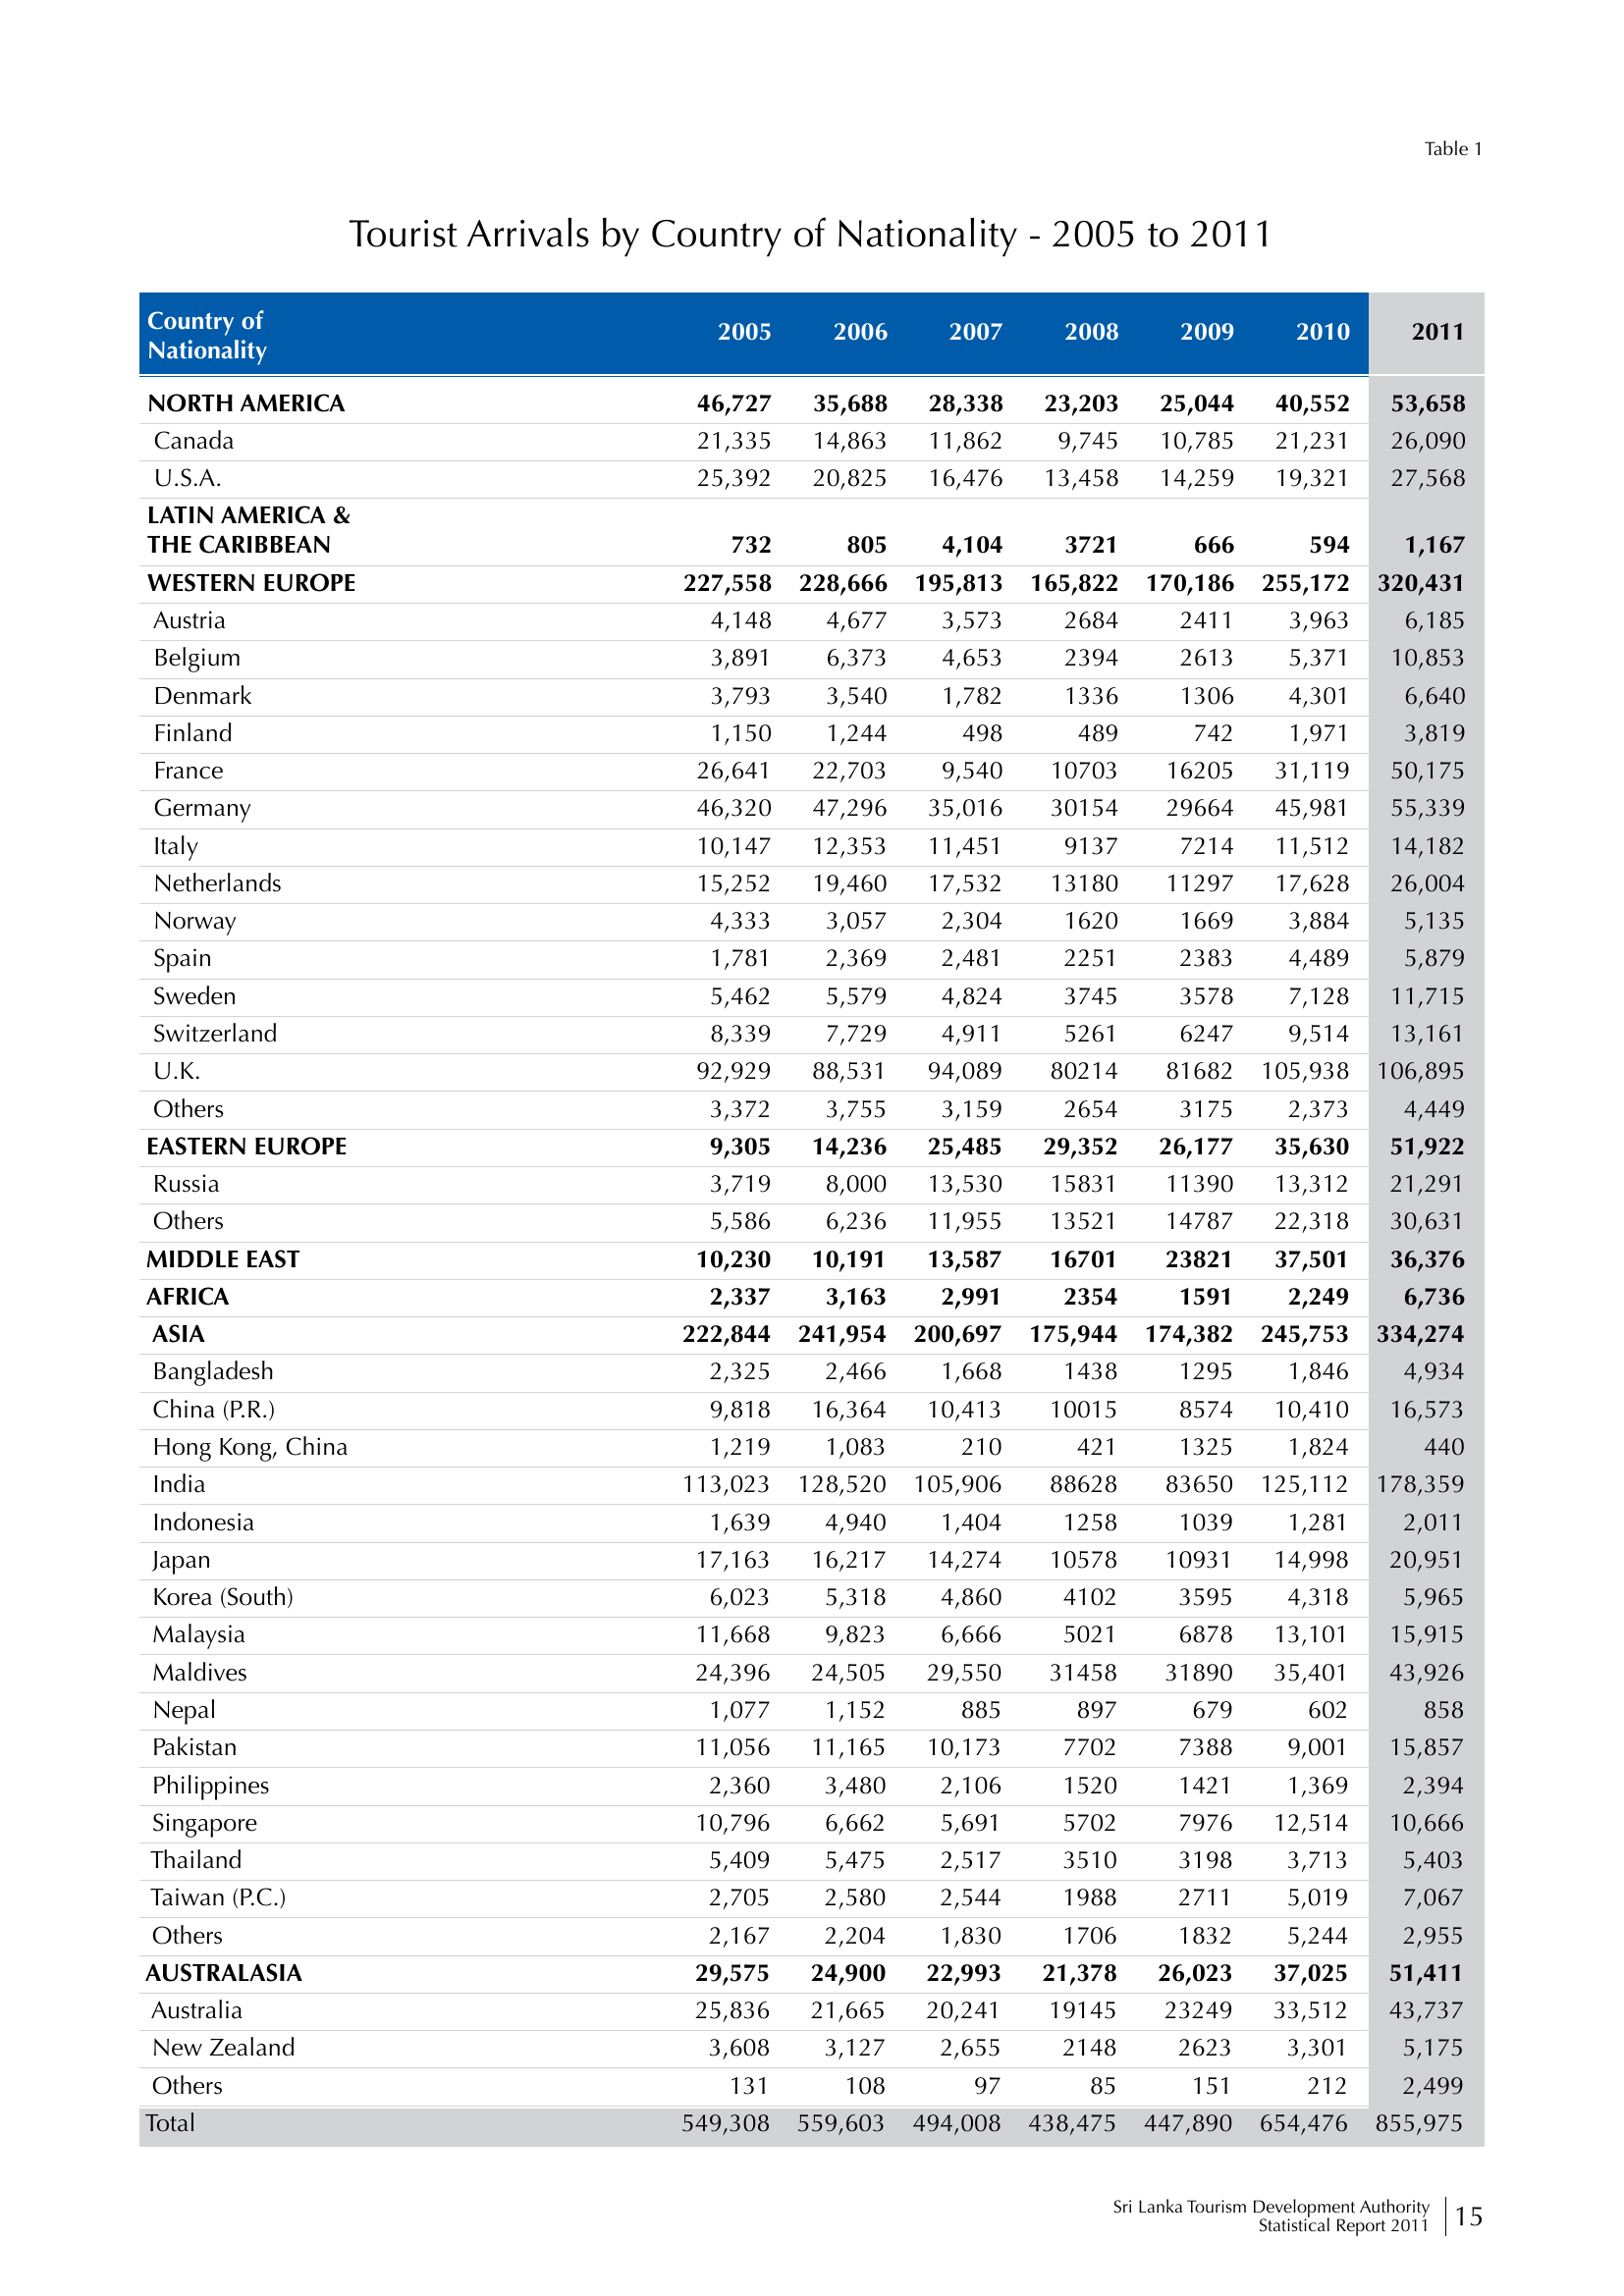 Table 1
Tourist Arrivals by Country of Nationality - 2005 to 2011
Country of
Nationality 2005 2006 2007 2008 2009 2010 2011
NORTH AMERICA 46,727 35,688 28,338 23,203 25,044 40,552 53,658
Canada 21,335 14,863 11,862 9,745 10,785 21,231 26,090
U.S.A. 25,392 20,825 16,476 13,458 14,259 19,321 27,568
LATIN AMERICA &
THE CARIBBEAN 732 805 4,104 3721 666 594 1,167
WESTERN EUROPE 227,558 228,666 195,813 165,822 170,186 255,172 320,431
Austria 4,148 4,677 3,573 2684 2411 3,963 6,185
Belgium 3,891 6,373 4,653 2394 2613 5,371 10,853
Denmark 3,793 3,540 1,782 1336 1306 4,301 6,640
Finland 1,150 1,244 498 489 742 1,971 3,819
France 26,641 22,703 9,540 10703 16205 31,119 50,175
Germany 46,320 47,296 35,016 30154 29664 45,981 55,339
Italy 10,147 12,353 11,451 9137 7214 11,512 14,182
Netherlands 15,252 19,460 17,532 13180 11297 17,628 26,004
Norway 4,333 3,057 2,304 1620 1669 3,884 5,135
Spain 1,781 2,369 2,481 2251 2383 4,489 5,879
Sweden 5,462 5,579 4,824 3745 3578 7,128 11,715
Switzerland 8,339 7,729 4,911 5261 6247 9,514 13,161
U.K. 92,929 88,531 94,089 80214 81682 105,938 106,895
Others 3,372 3,755 3,159 2654 3175 2,373 4,449
EASTERN EUROPE 9,305 14,236 25,485 29,352 26,177 35,630 51,922
Russia 3,719 8,000 13,530 15831 11390 13,312 21,291
Others 5,586 6,236 11,955 13521 14787 22,318 30,631
MIDDLE EAST 10,230 10,191 13,587 16701 23821 37,501 36,376
AFRICA 2,337 3,163 2,991 2354 1591 2,249 6,736
ASIA 222,844 241,954 200,697 175,944 174,382 245,753 334,274
Bangladesh 2,325 2,466 1,668 1438 1295 1,846 4,934
China (P.R.) 9,818 16,364 10,413 10015 8574 10,410 16,573
Hong Kong, China 1,219 1,083 210 421 1325 1,824 440
India 113,023 128,520 105,906 88628 83650 125,112 178,359
Indonesia 1,639 4,940 1,404 1258 1039 1,281 2,011
Japan 17,163 16,217 14,274 10578 10931 14,998 20,951
Korea (South) 6,023 5,318 4,860 4102 3595 4,318 5,965
Malaysia 11,668 9,823 6,666 5021 6878 13,101 15,915
Maldives 24,396 24,505 29,550 31458 31890 35,401 43,926
Nepal 1,077 1,152 885 897 679 602 858
Pakistan 11,056 11,165 10,173 7702 7388 9,001 15,857
Philippines 2,360 3,480 2,106 1520 1421 1,369 2,394
Singapore 10,796 6,662 5,691 5702 7976 12,514 10,666
Thailand 5,409 5,475 2,517 3510 3198 3,713 5,403
Taiwan (P.C.) 2,705 2,580 2,544 1988 2711 5,019 7,067
Others 2,167 2,204 1,830 1706 1832 5,244 2,955
AUSTRALASIA 29,575 24,900 22,993 21,378 26,023 37,025 51,411
Australia 25,836 21,665 20,241 19145 23249 33,512 43,737
New Zealand 3,608 3,127 2,655 2148 2623 3,301 5,175
Others 131 108 97 85 151 212 2,499
Total 549,308 559,603 494,008 438,475 447,890 654,476 855,975
Sri Lanka Tourism Development Authority
Statistical Report 2011 15